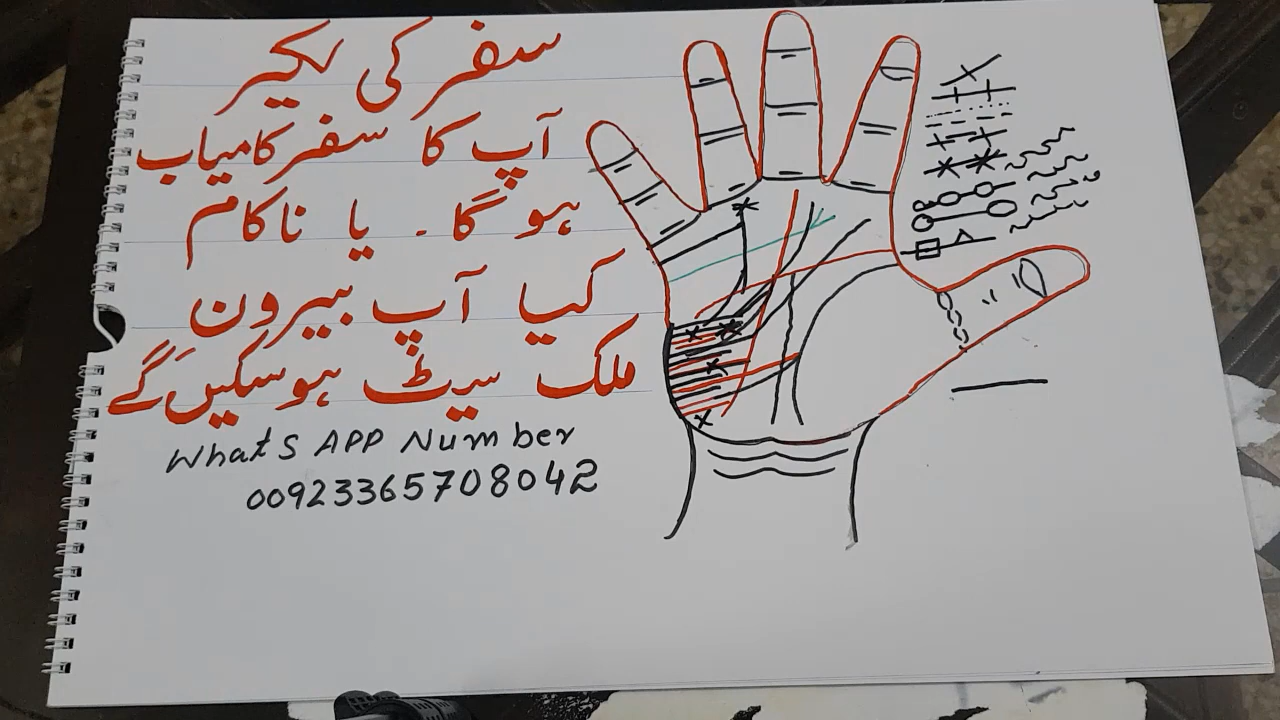 سفر کی لکیر
آپ کا سفر کامیاب
ہو گا ۔ یا ناکام
کیا آپ بیرونِ
ملک سیٹ ہو سکیں گے
WhatS APP Number
00923365708042